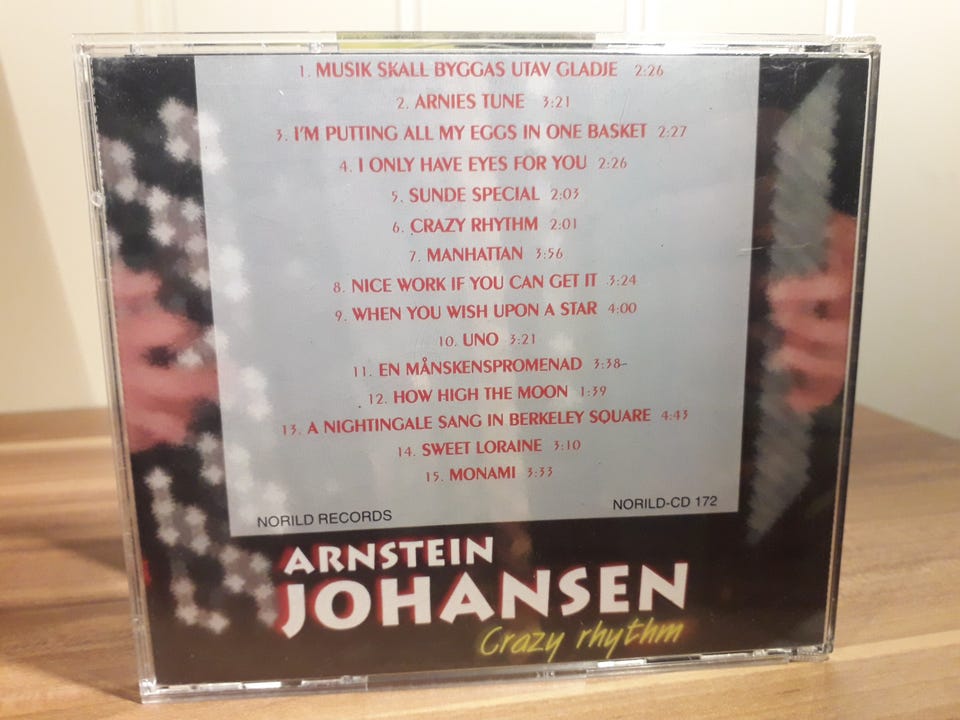 1. MUSIK SKALL BYGGAS UTAV GLADJE 2:26
2. ARNIES TUNE 3:21
3. I'M PUTTING ALL MY EGGS IN ONE BASKET 2:27
4. I ONLY HAVE EYES FOR YOU 2:26
5. SUNDE SPECIAL 2:03
6. CRAZY RHYTHM 2:01
7. MANHATTAN 3:56
8. NICE WORK IF YOU CAN GET IT 3:24
9. WHEN YOU WISH UPON A STAR 4:00
10. UNO 3:21
11. EN MÅNSKENSPROMENAD 3:38-
12. HOW HIGH THE MOON 1:39
13. A NIGHTINGALE SANG IN BERKELEY SQUARE 4:43
14. SWEET LORAINE 3:10
15. MONAMI 3:33
NORILD RECORDS NORILD-CD 172
ARNSTEIN
JOHANSEN
Crazy rhythm